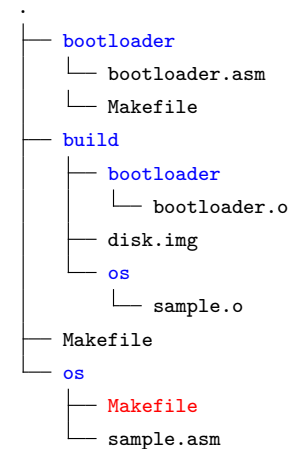 .
bootloader
bootloader.asm
Makefile
build
bootloader
bootloader.o
disk.img
os
sample.o
Makefile
os
Makefile
sample.asm